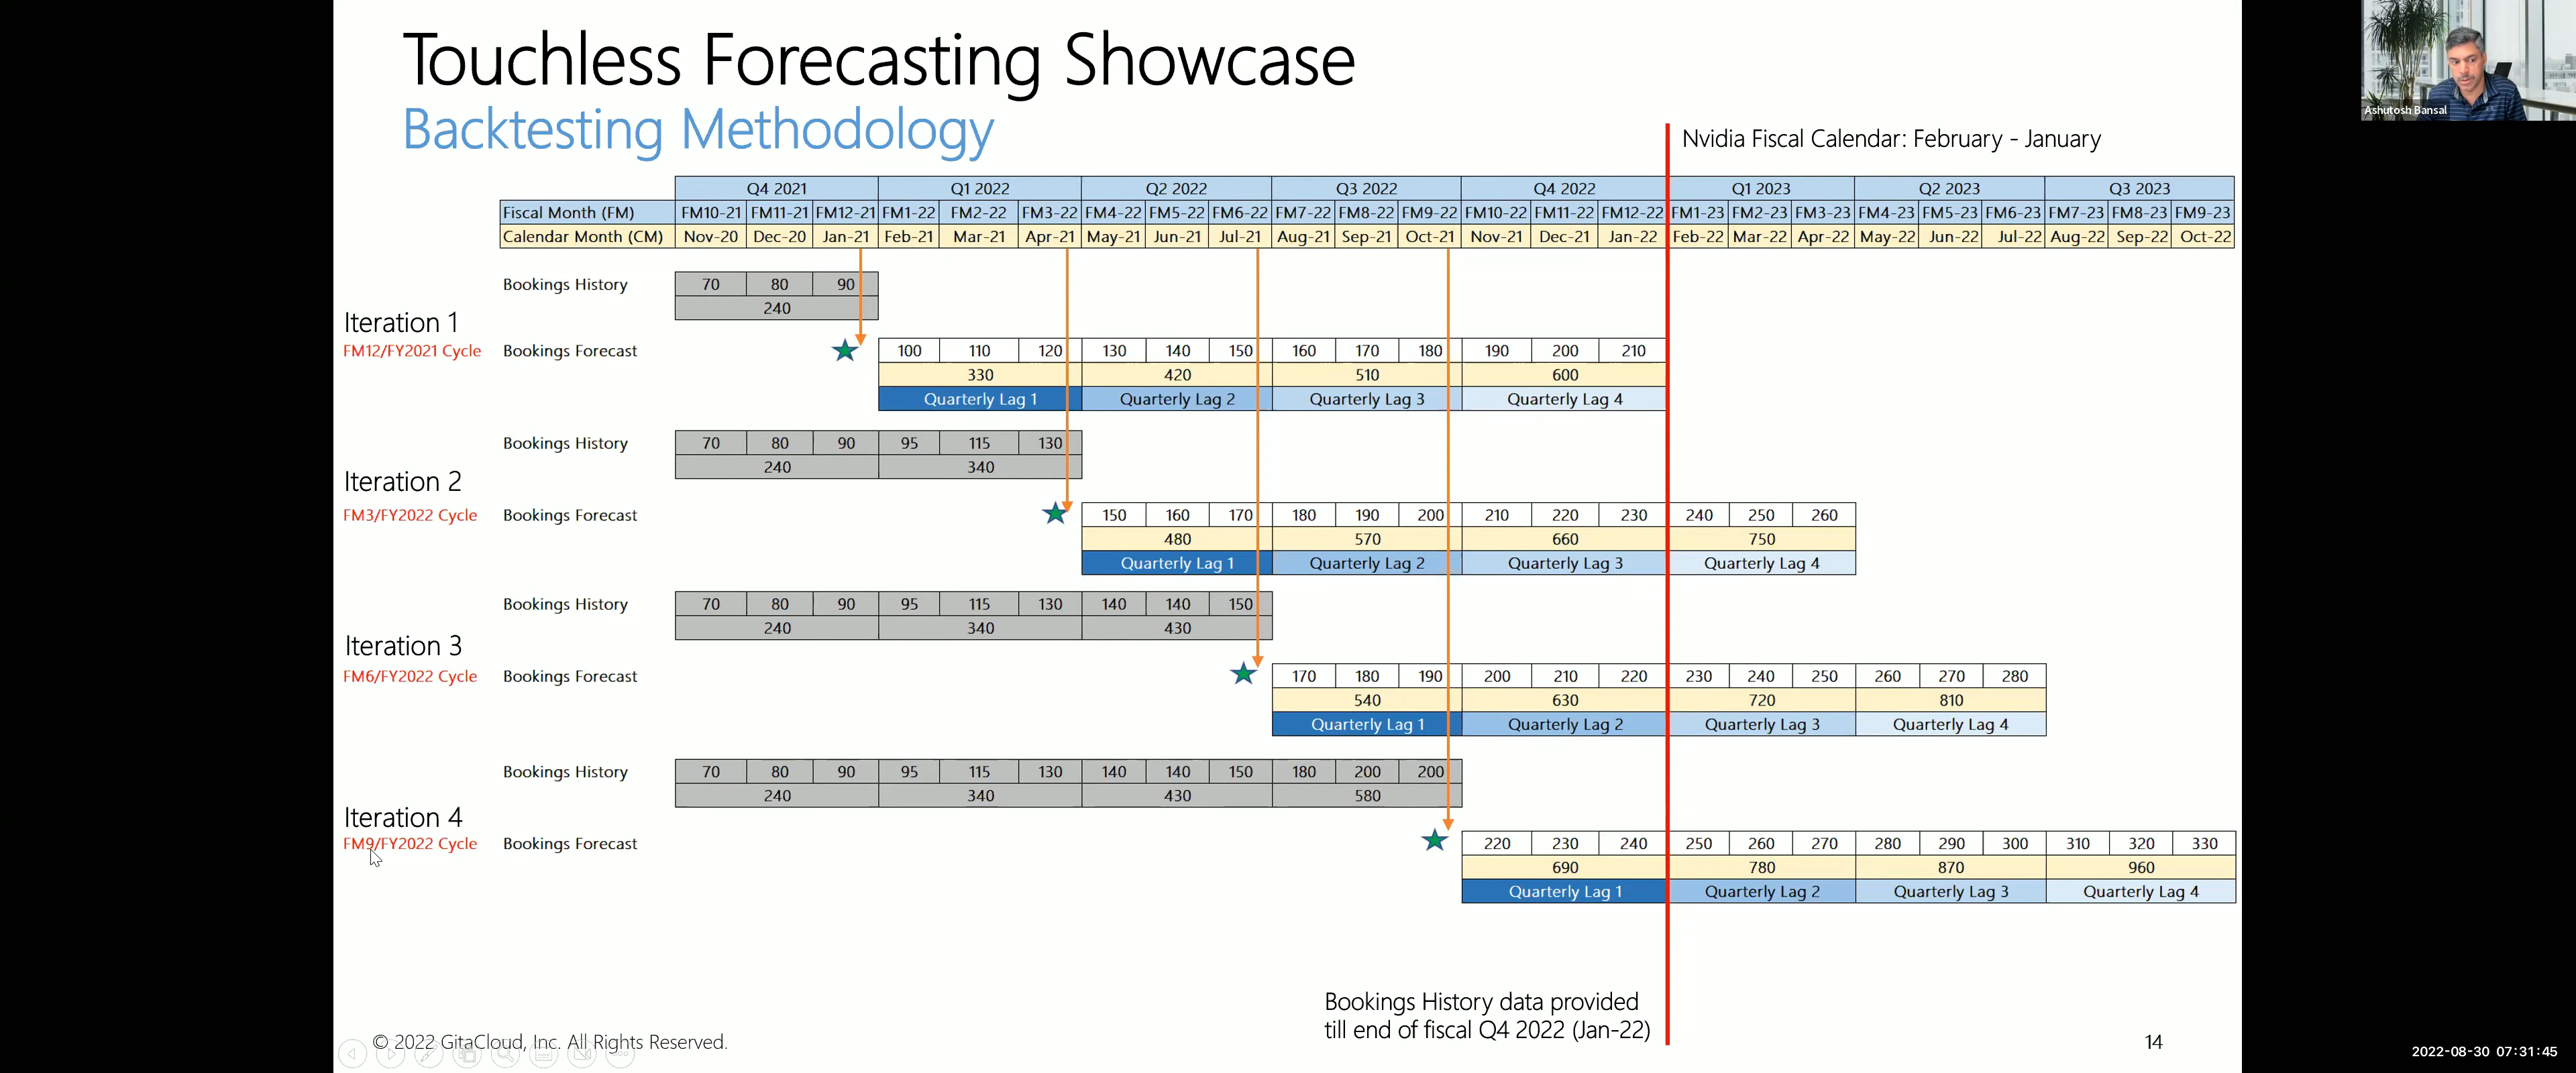 Touchless Forecasting Showcase
Backtesting Methodology
Ashutosh Bansal
Nvidia Fiscal Calendar: February - January
Q4 2021 Q1 2022 Q2 2022 Q3 2022 Q4 2022 Q1 2023 Q2 2023 Q3 2023
Fiscal Month (FM) FM10-21 FM11-21 FM12-21 FM1-22 FM2-22 FM3-22 FM4-22 FM5-22 FM6-22 FM7-22 FM8-22 FM9-22 FM10-22 FM11-22 FM12-22 FM1-23 FM2-23 FM3-23 FM4-23 FM5-23 FM6-23 FM7-23 FM8-23 FM9-23
Calendar Month (CM) Nov-20 Dec-20 Jan-21 Feb-21 Mar-21 Apr-21 May-21 Jun-21 Jul-21 Aug-21 Sep-21 Oct-21 Nov-21 Dec-21 Jan-22 Feb-22 Mar-22 Apr-22 May-22 Jun-22 Jul-22 Aug-22 Sep-22 Oct-22
Bookings History 70 80 90
240
Iteration 1
FM12/FY2021 Cycle Bookings Forecast 100 110 120 130 140 150 160 170 180 190 200 210
330 420 510 600
Quarterly Lag 1 Quarterly Lag 2 Quarterly Lag 3 Quarterly Lag 4
Bookings History 70 80 90 95 115 130
240 340
Iteration 2
FM3/FY2022 Cycle Bookings Forecast 150 160 170 180 190 200 210 220 230 240 250 260
480 570 660 750
Quarterly Lag 1 Quarterly Lag 2 Quarterly Lag 3 Quarterly Lag 4
Bookings History 70 80 90 95 115 130 140 140 150
240 340 430
Iteration 3
FM6/FY2022 Cycle Bookings Forecast 170 180 190 200 210 220 230 240 250 260 270 280
540 630 720 810
Quarterly Lag 1 Quarterly Lag 2 Quarterly Lag 3 Quarterly Lag 4
Bookings History 70 80 90 95 115 130 140 140 150 180 200 200
240 340 430 580
Iteration 4
FM9/FY2022 Cycle Bookings Forecast 220 230 240 250 260 270 280 290 300 310 320 330
690 780 870 960
Quarterly Lag 1 Quarterly Lag 2 Quarterly Lag 3 Quarterly Lag 4
Bookings History data provided
till end of fiscal Q4 2022 (Jan-22)
© 2022 GitaCloud, Inc. All Rights Reserved.
14
2022-08-30 07:31:45